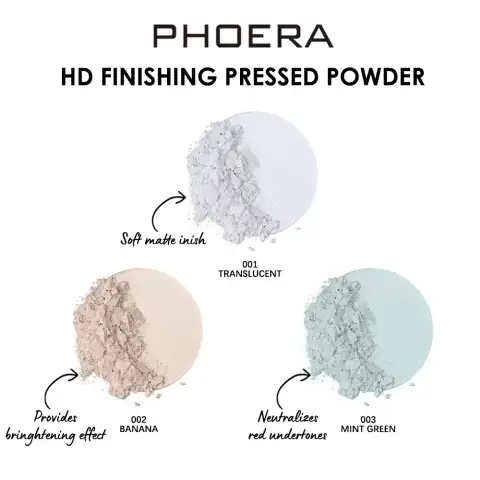 PHOERA
HD FINISHING PRESSED POWDER
Soft matte inish
001
TRANSLUCENT
Provides
bringhtening effect
002
BANANA
Neutralizes
red undertones
003
MINT GREEN